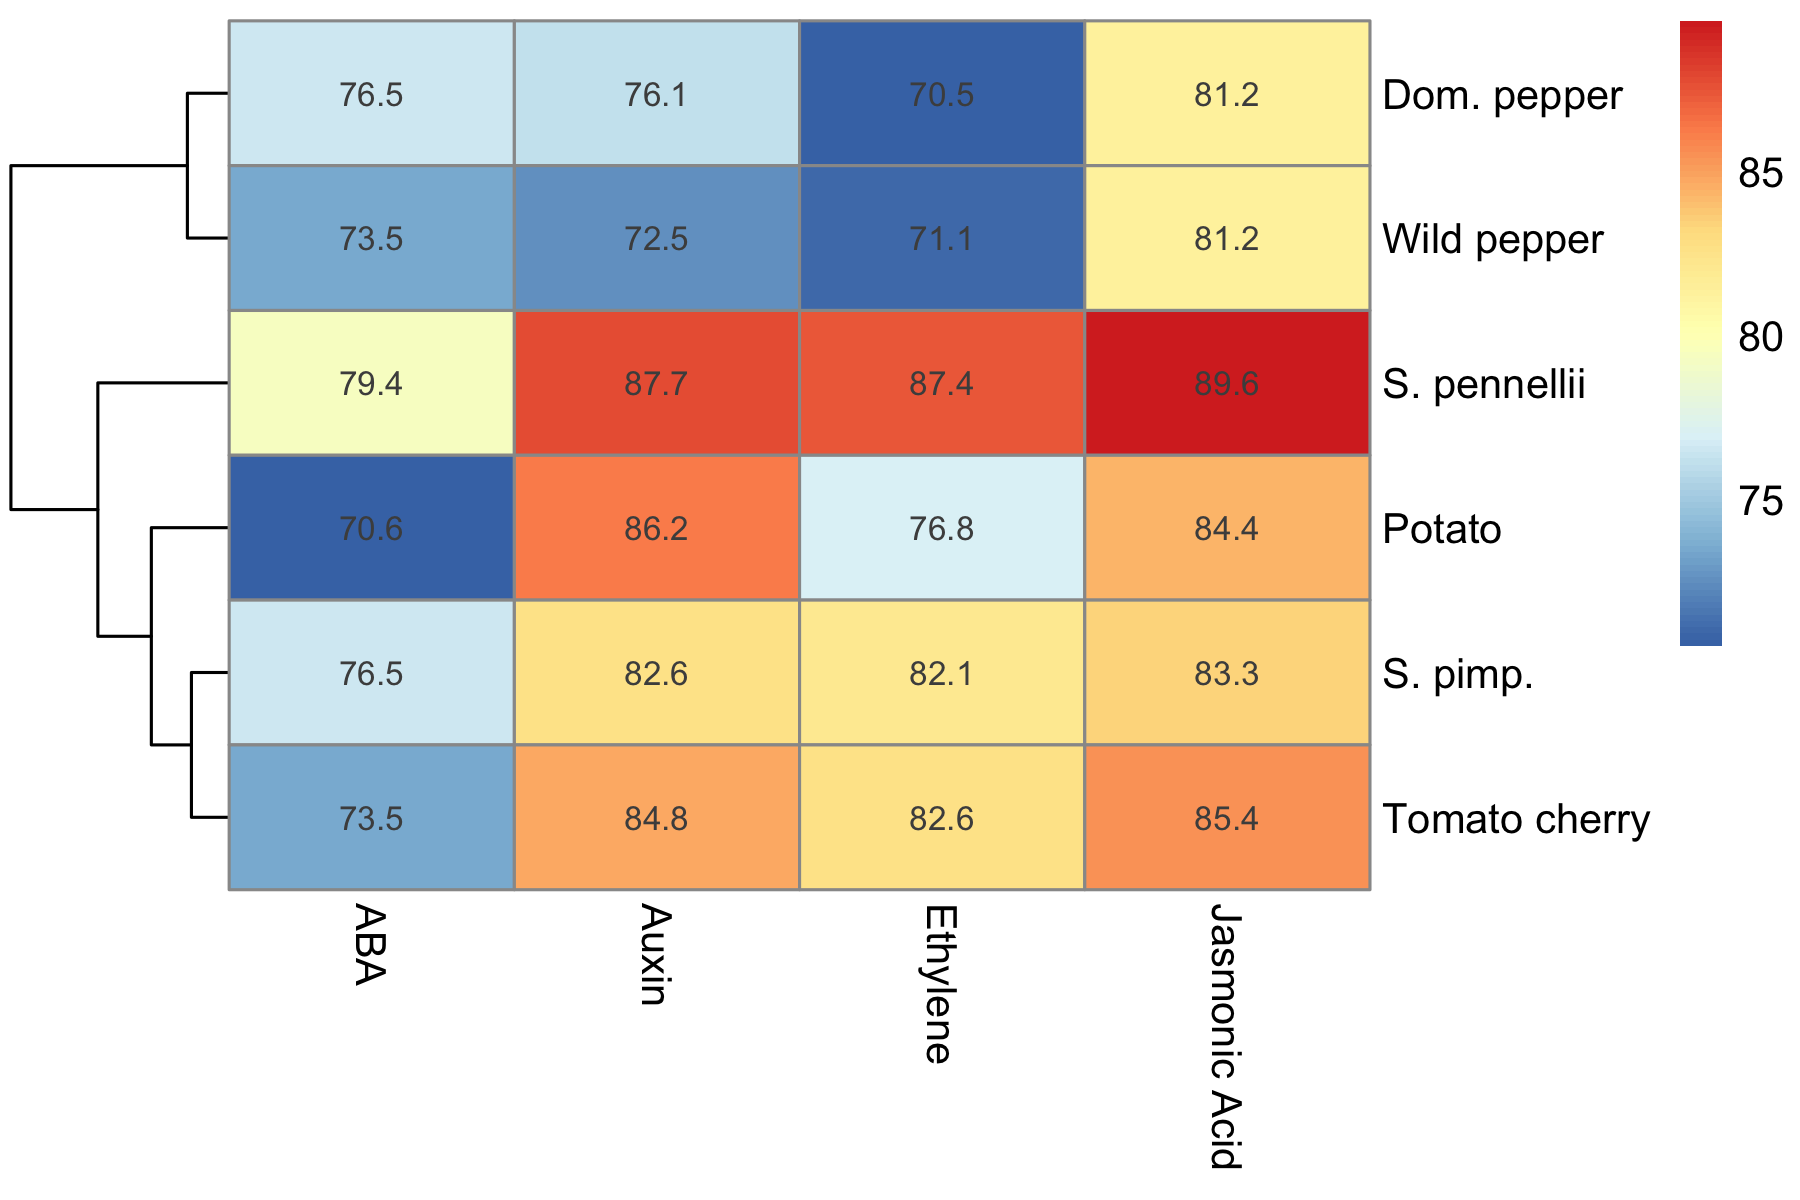 76.5 76.1 70.5 81.2 Dom. pepper
73.5 72.5 71.1 81.2 Wild pepper
79.4 87.7 87.4 89.6 S. pennellii
70.6 86.2 76.8 84.4 Potato
76.5 82.6 82.1 83.3 S. pimp.
73.5 84.8 82.6 85.4 Tomato cherry
ABA
Auxin
Ethylene
Jasmonic Acid
85
80
75